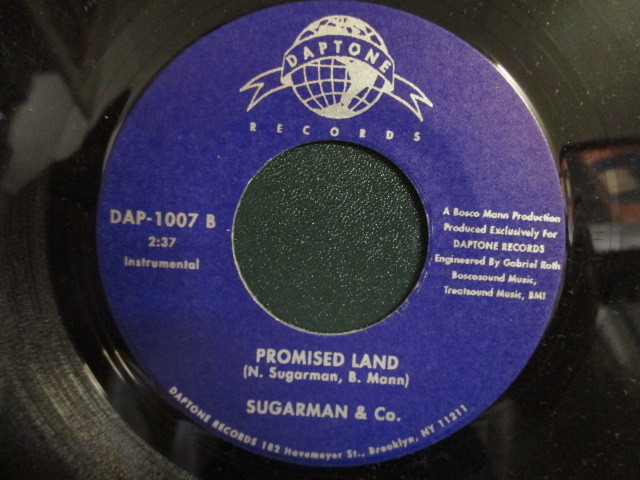 DAPTONE
RECORDS
DAP-1007 B
2:37
Instrumental
A Bosco Mann Production
Produced Exclusively For
DAPTONE RECORDS
Engineered By Gabriel Roth
Boscosound Music,
Treatsound Music, BMI
PROMISED LAND
(N. Sugarman, B. Mann)
SUGARMAN & Co.
DAPTONE RECORDS 182 Havemeyer St., Brooklyn, NY 11211